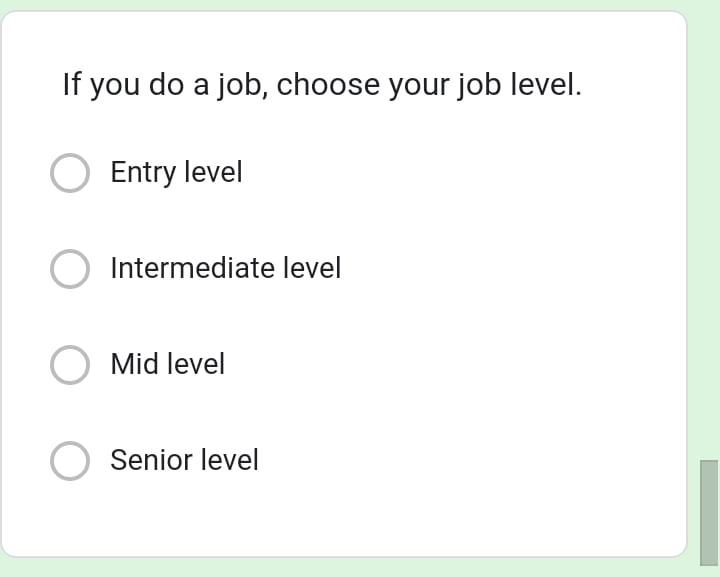 If you do a job, choose your job level.
Entry level
Intermediate level
Mid level
Senior level